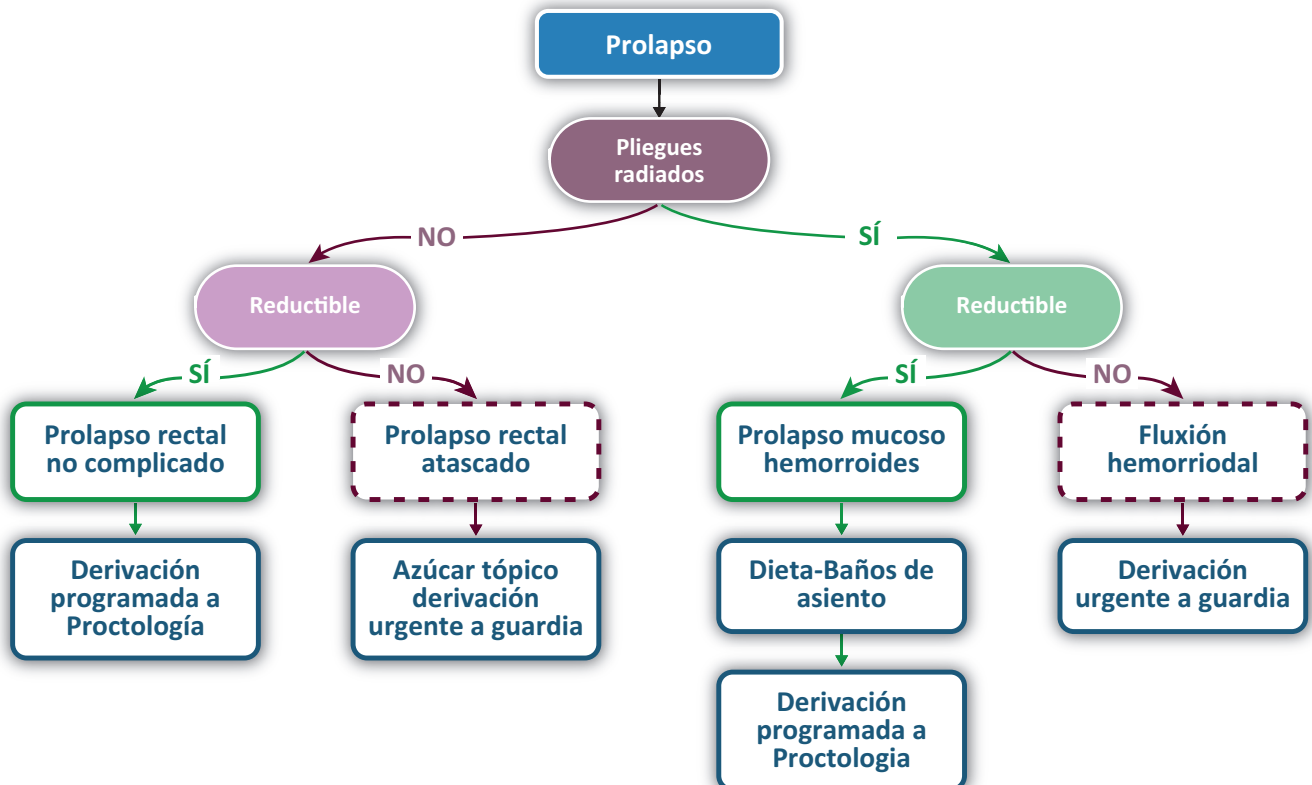 Prolapso
Pliegues
radiados
NO
SÍ
Reductible
Reductible
SÍ
NO
SÍ
NO
Prolapso rectal
no complicado
Prolapso rectal
atascado
Prolapso mucoso
hemorroides
Fluxión
hemorriodal
Derivación
programada a
Proctología
Azúcar tópico
derivación
urgente a guardia
Dieta-Baños de
asiento
Derivación
urgente a guardia
Derivación
programada a
Proctologia